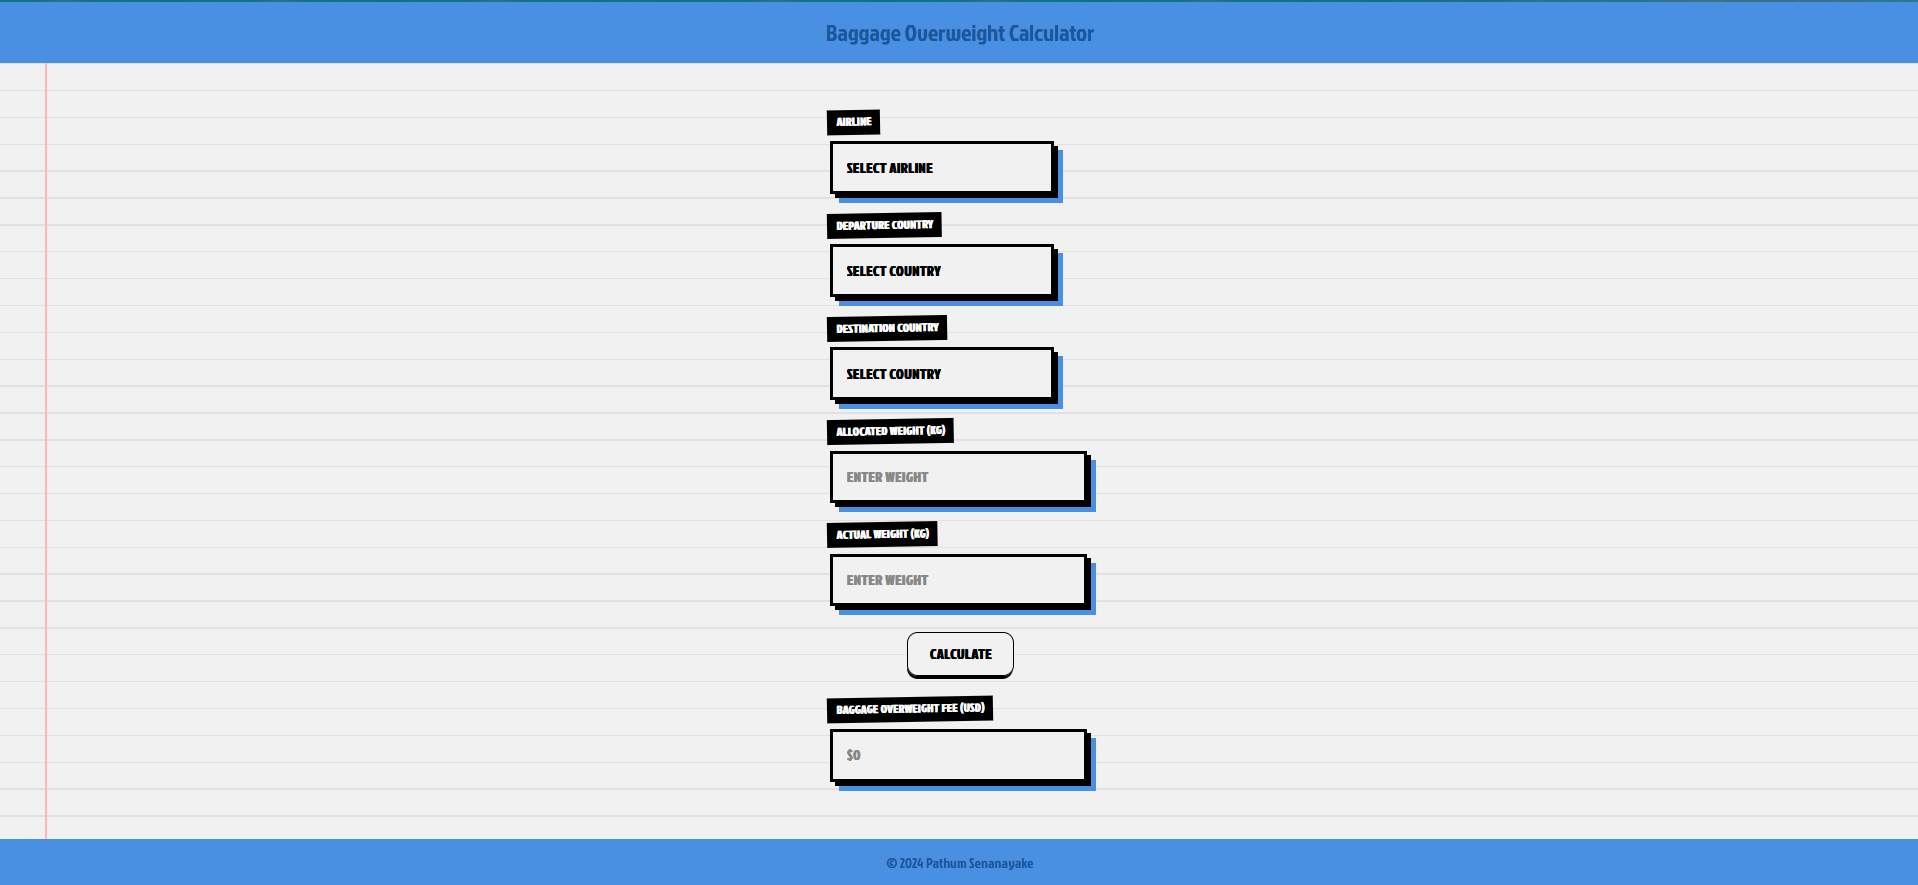 Baggage Overweight Calculator
AIRLINE
SELECT AIRLINE
DEPARTURE COUNTRY
SELECT COUNTRY
DESTINATION COUNTRY
SELECT COUNTRY
ALLOCATED WEIGHT (KG)
ENTER WEIGHT
ACTUAL WEIGHT (KG)
ENTER WEIGHT
CALCULATE
BAGGAGE OVERWEIGHT FEE (USD)
$0
© 2024 Pathum Senanayake